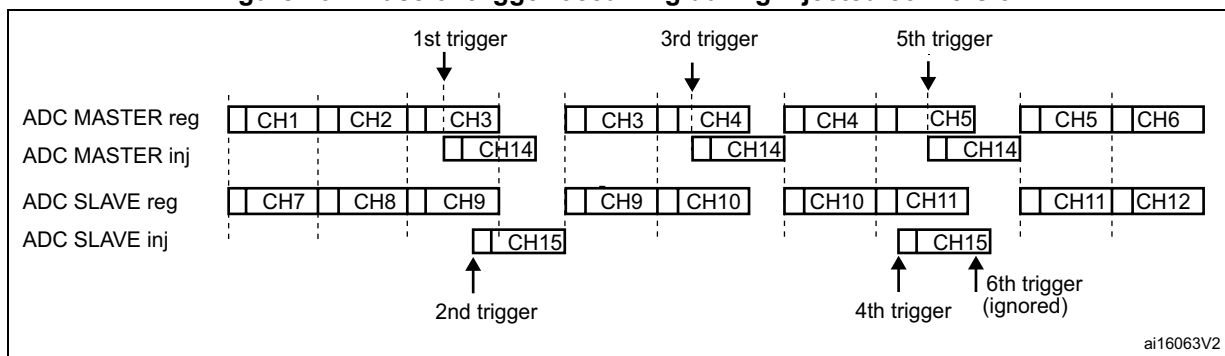 1st trigger 3rd trigger 5th trigger
ADC MASTER reg CH1 CH2 CH3 CH3 CH4 CH4 CH5 CH5 CH6
ADC MASTER inj CH14 CH14 CH14
ADC SLAVE reg CH7 CH8 CH9 CH9 CH10 CH10 CH11 CH11 CH12
ADC SLAVE inj CH15 CH15
2nd trigger 4th trigger 6th trigger
(ignored)
ai16063V2